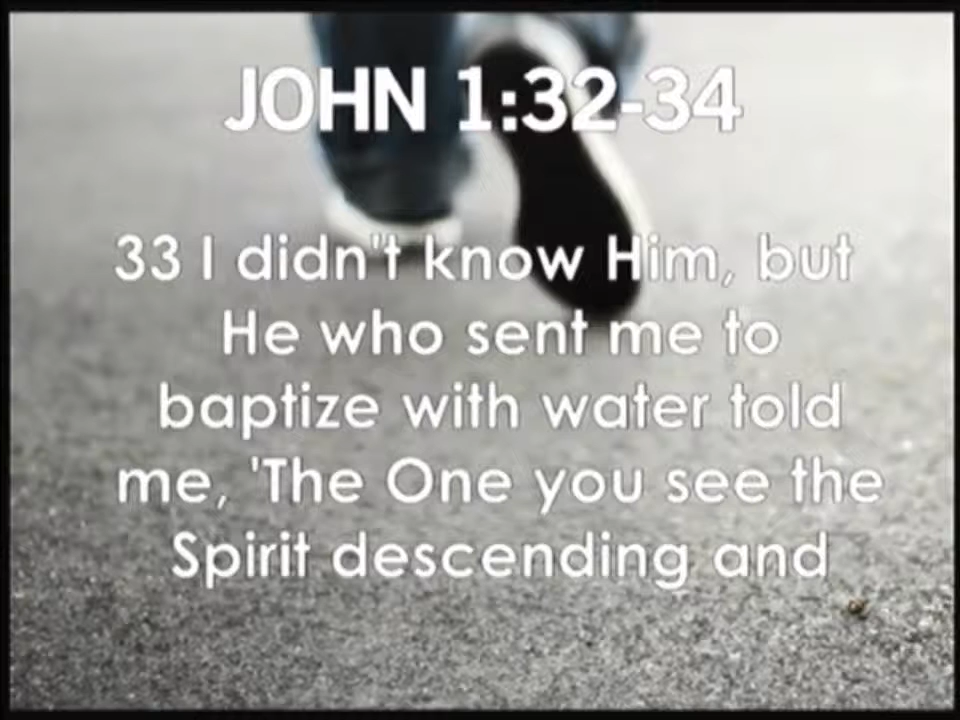 JOHN 1:32-34
33 I didn't know Him, but
He who sent me to
baptize with water told
me, 'The One you see the
Spirit descending and